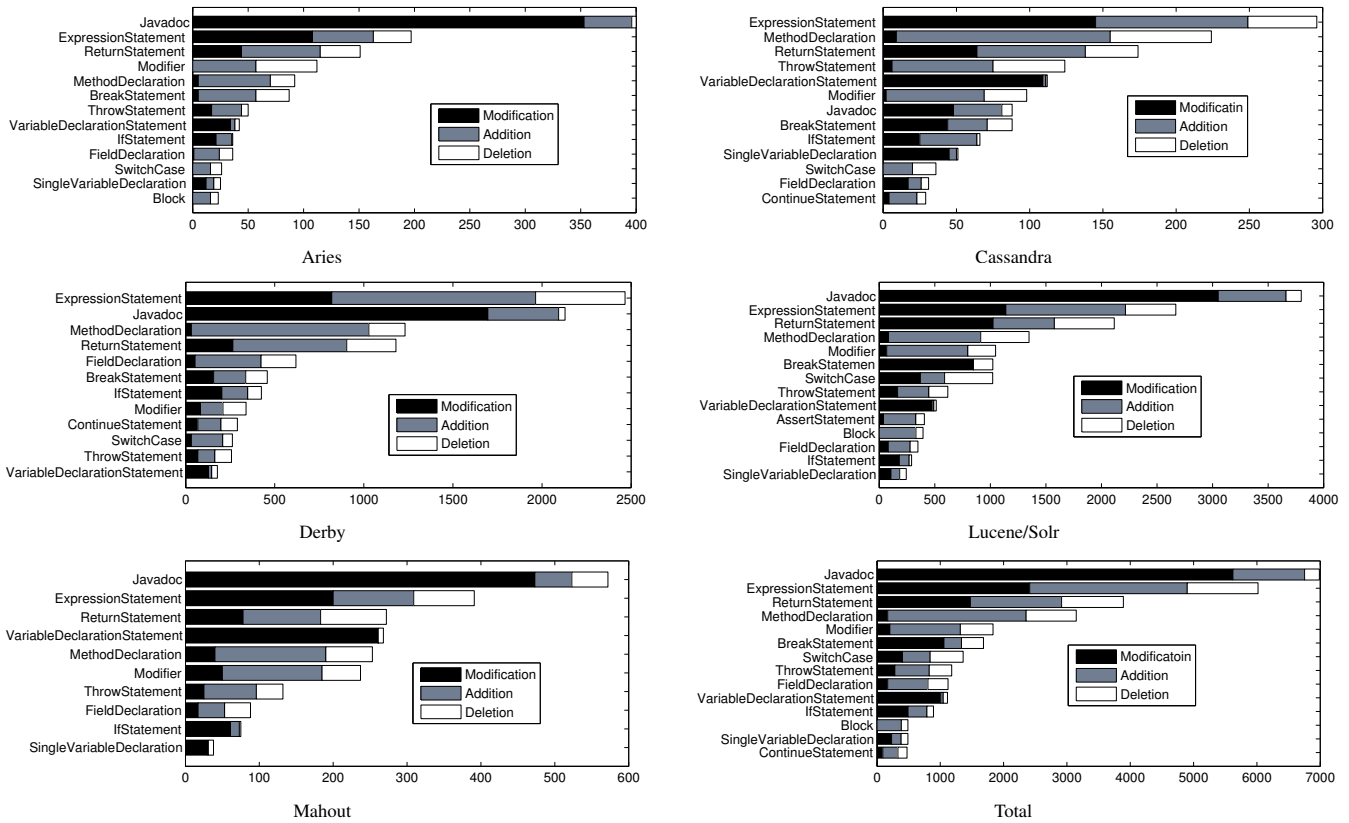 Javadoc
ExpressionStatement
ReturnStatement
Modifier
MethodDeclaration
BreakStatement
ThrowStatement
VariableDeclarationStatement
IfStatement
FieldDeclaration
SwitchCase
SingleVariableDeclaration
Block
Modification
Addition
Deletion
0 50 100 150 200 250 300 350 400
Aries
ExpressionStatement
MethodDeclaration
ReturnStatement
ThrowStatement
VariableDeclarationStatement
Modifier
Javadoc
BreakStatement
IfStatement
SingleVariableDeclaration
SwitchCase
FieldDeclaration
ContinueStatement
Modificatin
Addition
Deletion
0 50 100 150 200 250 300
Cassandra
ExpressionStatement
Javadoc
MethodDeclaration
ReturnStatement
FieldDeclaration
BreakStatement
IfStatement
Modifier
ContinueStatement
SwitchCase
ThrowStatement
VariableDeclarationStatement
Modification
Addition
Deletion
0 500 1000 1500 2000 2500
Derby
Javadoc
ExpressionStatement
ReturnStatement
MethodDeclaration
Modifier
BreakStatemen
SwitchCase
ThrowStatement
VariableDeclarationStatement
AssertStatement
Block
FieldDeclaration
IfStatement
SingleVariableDeclaration
Modification
Addition
Deletion
0 500 1000 1500 2000 2500 3000 3500 4000
Lucene/Solr
Javadoc
ExpressionStatement
ReturnStatement
VariableDeclarationStatement
MethodDeclaration
Modifier
ThrowStatement
FieldDeclaration
IfStatement
SingleVariableDeclaration
Modification
Addition
Deletion
0 100 200 300 400 500 600
Mahout
Javadoc
ExpressionStatement
ReturnStatement
MethodDeclaration
Modifier
BreakStatement
SwitchCase
ThrowStatement
FieldDeclaration
VariableDeclarationStatement
IfStatement
Block
SingleVariableDeclaration
ContinueStatement
Modificatoin
Addition
Deletion
0 1000 2000 3000 4000 5000 6000 7000
Total